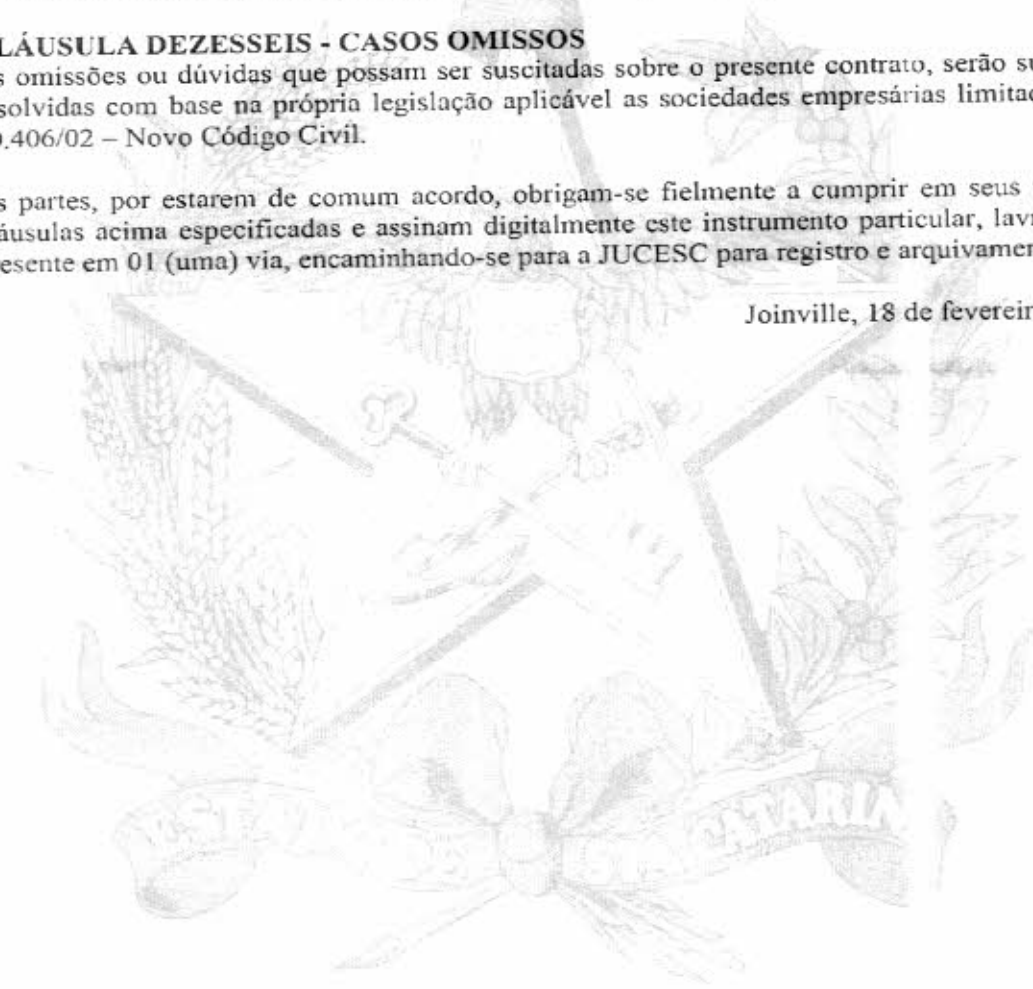 LÁUSULA DEZESSEIS - CASOS OMISSOS
s omissões ou dúvidas que possam ser suscitadas sobre o presente contrato, serão su
solvidas com base na própria legislação aplicável as sociedades empresárias limitad
0.406/02 – Novo Código Civil.
s partes, por estarem de comum acordo, obrigam-se fielmente a cumprir em seus
áusulas acima especificadas e assinam digitalmente este instrumento particular, lavr
esente em 01 (uma) via, encaminhando-se para a JUCESC para registro e arquivamen
Joinville, 18 de fevereir
CATARIN